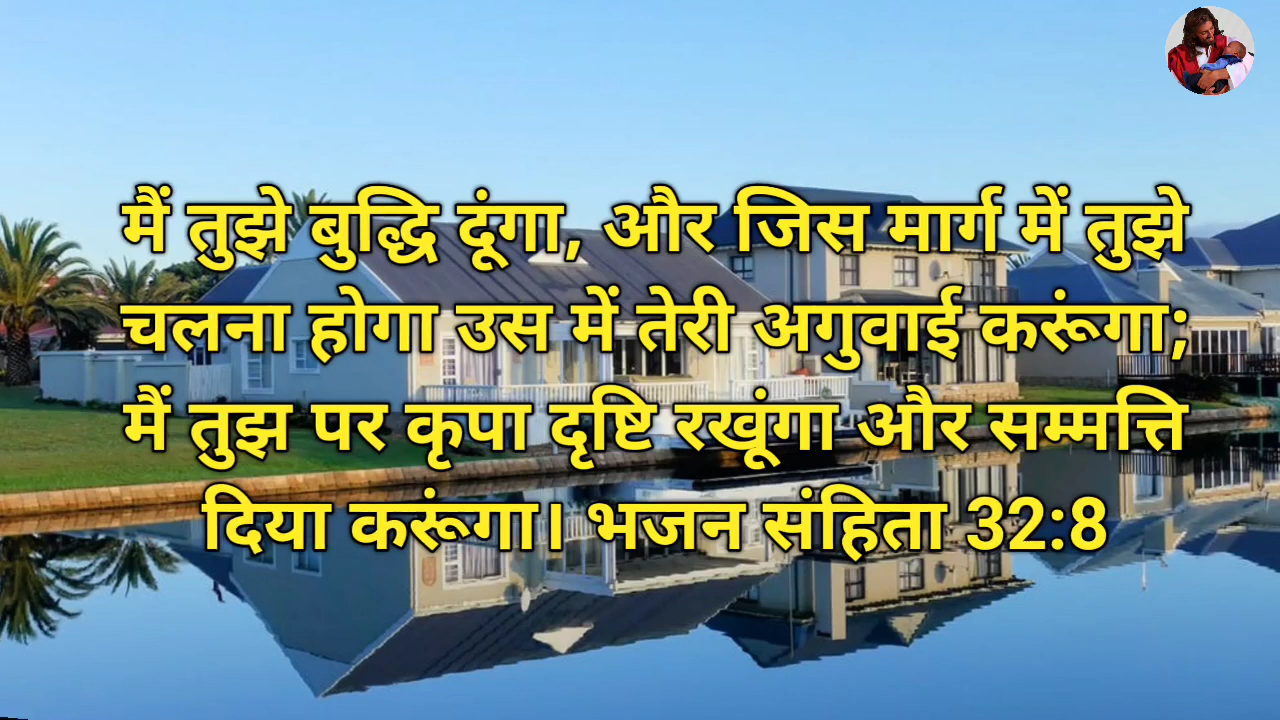 मैं तुझे बुद्धि दूंगा, और जिस मार्ग में तुझे
चलना होगा उस में तेरी अगुवाई करूंगा;
मैं तुझ पर कृपा दृष्टि रखूंगा और सम्मत्ति
दिया करूंगा। भजन संहिता 32:8